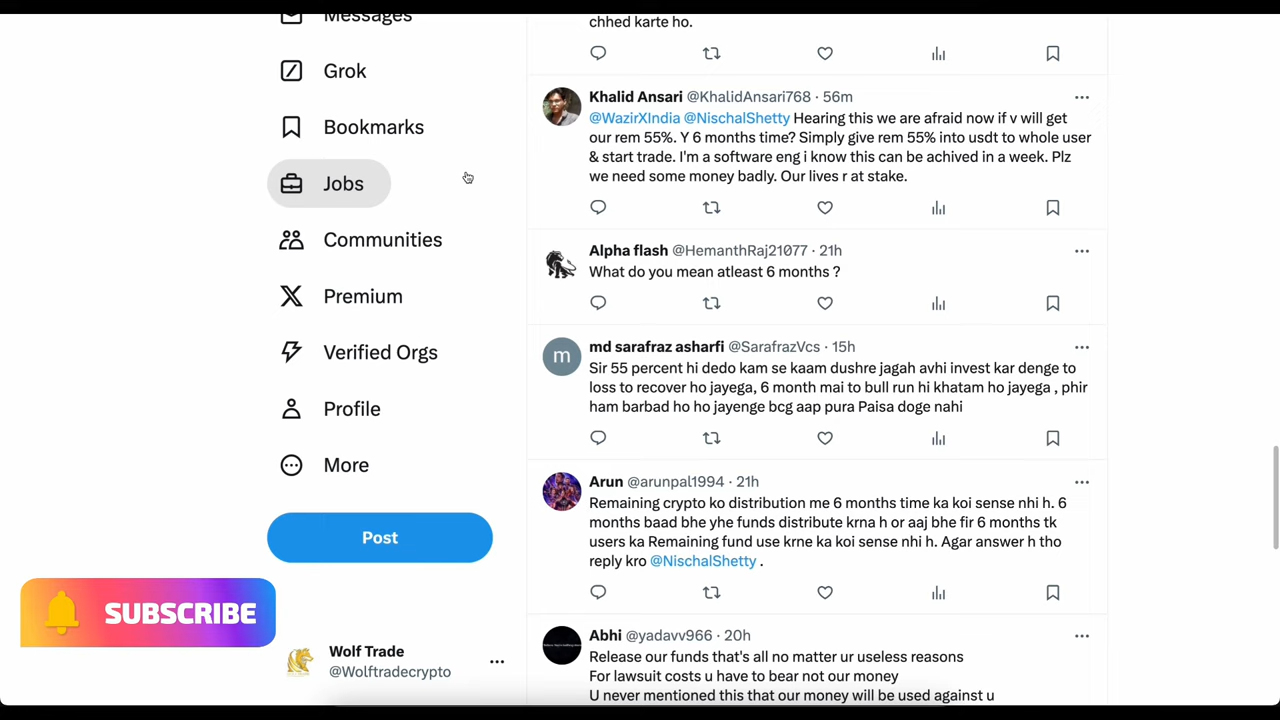 Messages
Grok
Bookmarks
Jobs
Communities
Premium
Verified Orgs
Profile
More
Post
SUBSCRIBE
Wolf Trade
@Wolftradecrypto
chhed karte ho.
Khalid Ansari @KhalidAnsari768 · 56m
@WazirXIndia @NischalShetty Hearing this we are afraid now if v will get
our rem 55%. Y 6 months time? Simply give rem 55% into usdt to whole user
& start trade. I'm a software eng i know this can be achived in a week. Plz
we need some money badly. Our lives r at stake.
Alpha flash @HemanthRaj21077 · 21h
What do you mean atleast 6 months ?
m
md sarafraz asharfi @SarafrazVcs · 15h
Sir 55 percent hi dedo kam se kaam dushre jagah avhi invest kar denge to
loss to recover ho jayega, 6 month mai to bull run hi khatam ho jayega , phir
ham barbad ho ho jayenge bcg aap pura Paisa doge nahi
Arun @arunpal1994 · 21h
Remaining crypto ko distribution me 6 months time ka koi sense nhi h. 6
months baad bhe yhe funds distribute krna h or aaj bhe fir 6 months tk
users ka Remaining fund use krne ka koi sense nhi h. Agar answer h tho
reply kro @NischalShetty .
Abhi @yadavv966 · 20h
Release our funds that's all no matter ur useless reasons
For lawsuit costs u have to bear not our money
U never mentioned this that our money will be used against u